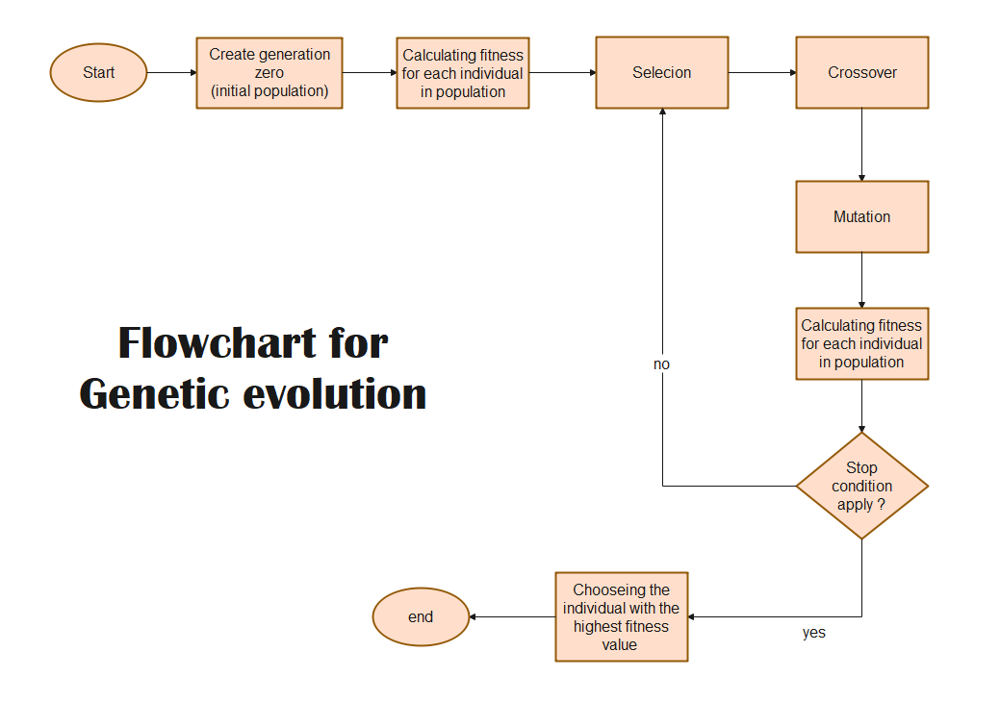 Start
Create generation
zero
(initial population)
Calculating fitness
for each individual
in population
Selecion
Crossover
Mutation
Calculating fitness
for each individual
in population
Flowchart for
Genetic evolution
no
Stop
condition
apply ?
yes
Chooseing the
individual with the
highest fitness
value
end